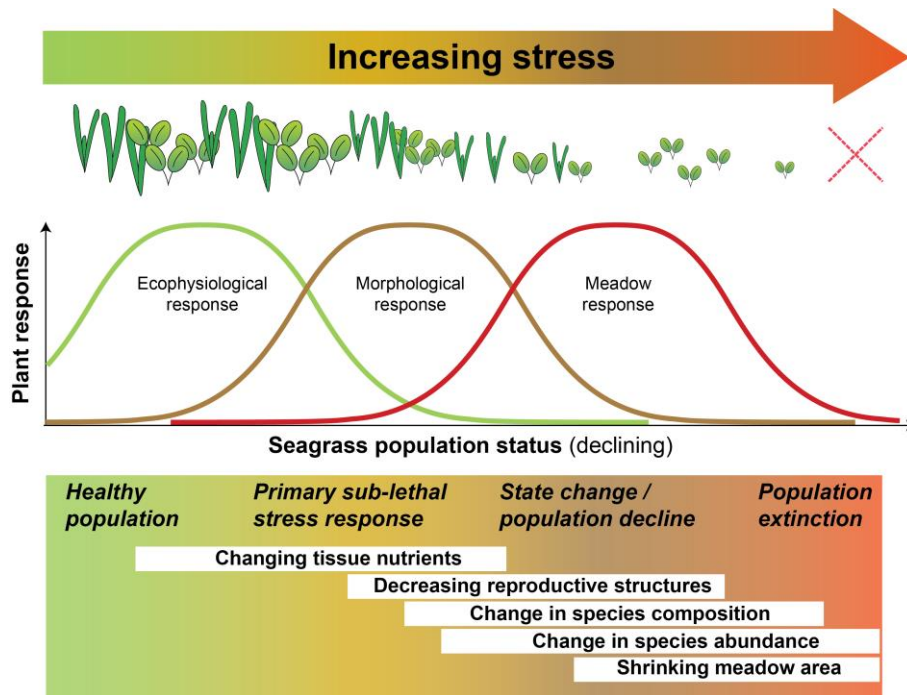 Increasing stress
Plant response
Ecophysiological
response
Morphological
response
Meadow
response
Seagrass population status (declining)
Healthy
population
Primary sub-lethal
stress response
State change /
population decline
Population
extinction
Changing tissue nutrients
Decreasing reproductive structures
Change in species composition
Change in species abundance
Shrinking meadow area